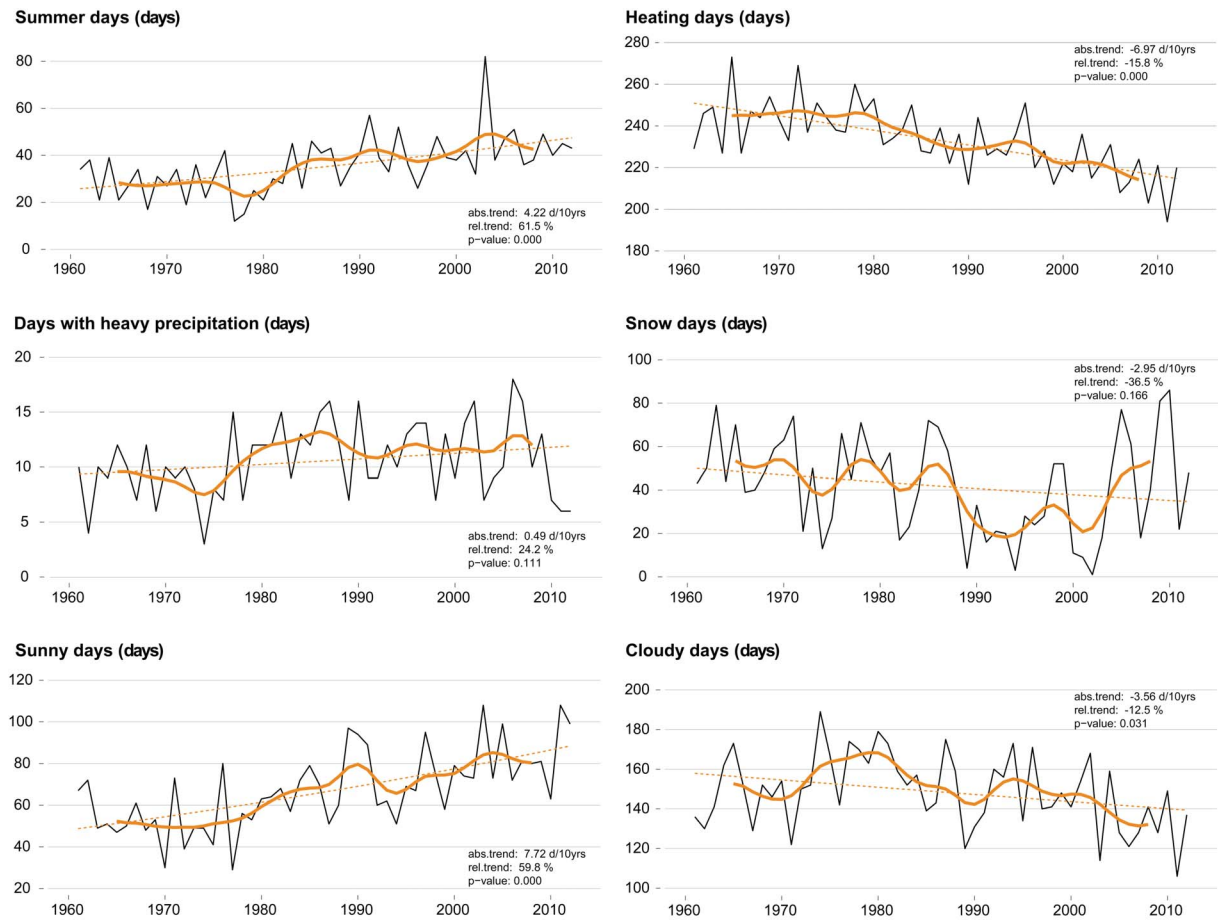 Summer days (days)
80
60
40
20
0
1960 1970 1980 1990 2000 2010
abs.trend: 4.22 d/10yrs
rel.trend: 61.5 %
p−value: 0.000
Heating days (days)
280
260
240
220
200
180
1960 1970 1980 1990 2000 2010
abs.trend: -6.97 d/10yrs
rel.trend: -15.8 %
p−value: 0.000
Days with heavy precipitation (days)
20
15
10
5
0
1960 1970 1980 1990 2000 2010
abs.trend: 0.49 d/10yrs
rel.trend: 24.2 %
p−value: 0.111
Snow days (days)
100
80
60
40
20
0
1960 1970 1980 1990 2000 2010
abs.trend: -2.95 d/10yrs
rel.trend: -36.5 %
p−value: 0.166
Sunny days (days)
120
100
80
60
40
20
1960 1970 1980 1990 2000 2010
abs.trend: 7.72 d/10yrs
rel.trend: 59.8 %
p−value: 0.000
Cloudy days (days)
200
180
160
140
120
100
1960 1970 1980 1990 2000 2010
abs.trend: -3.56 d/10yrs
rel.trend: -12.5 %
p−value: 0.031